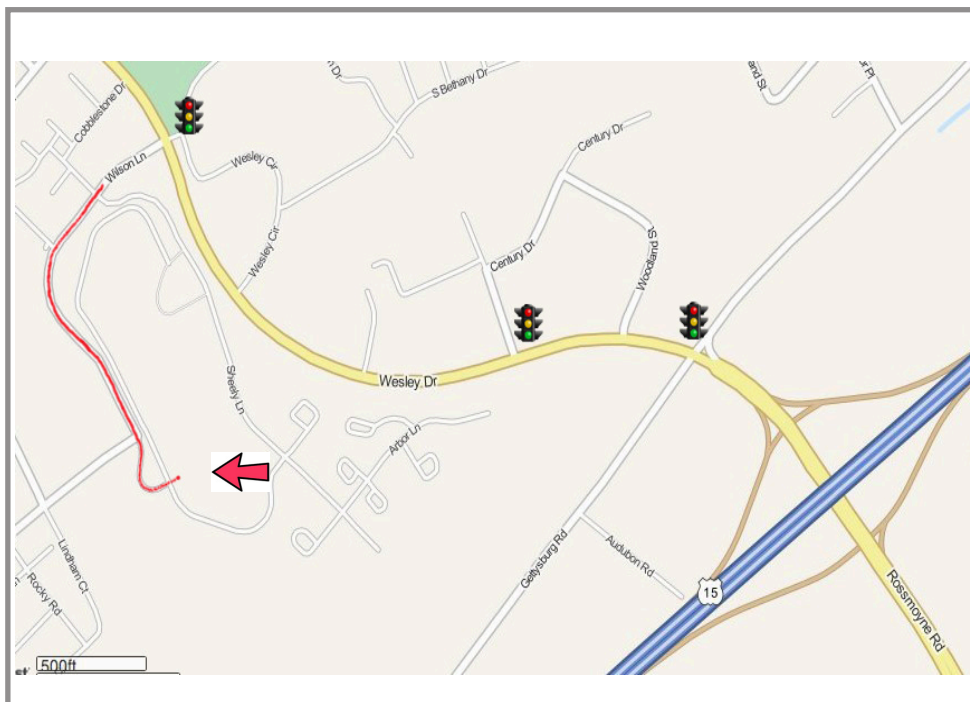 S Bethany Dr
Cobblestone Dr
Wilson Ln
Wesley Cir
Century Dr
Wesley Cir
Century Dr
Woodland St
Wesley Dr
Sheely Ln
Arbor Ln
Gettysburg Rd
Audubon Rd
15
Lindham Ct
Rocky Rd
Rossmoyne Rd
500ft